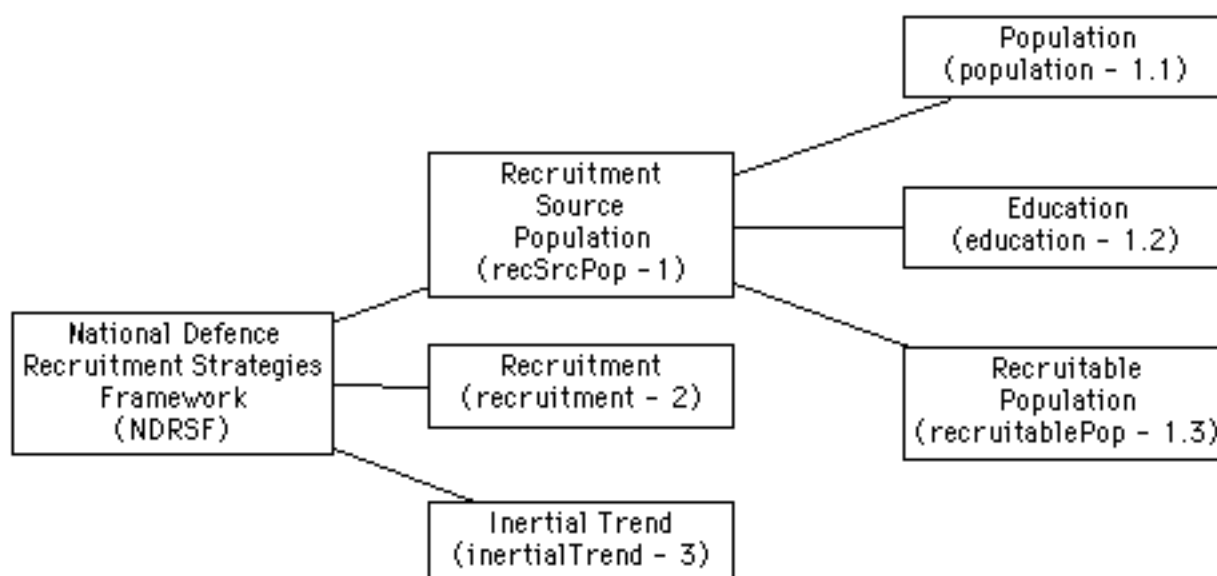 Population
(population - 1.1)
Recruitment
Source
Population
(recSrcPop - 1)
Education
(education - 1.2)
National Defence
Recruitment Strategies
Framework
(NDRSF)
Recruitment
(recruitment - 2)
Recruitable
Population
(recruitablePop - 1.3)
Inertial Trend
(inertialTrend - 3)